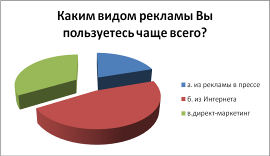 Каким видом рекламы Вы
пользуетесь чаще всего?
а. из рекламы в прессе
б. из Интернета
в.директ-маркетинг